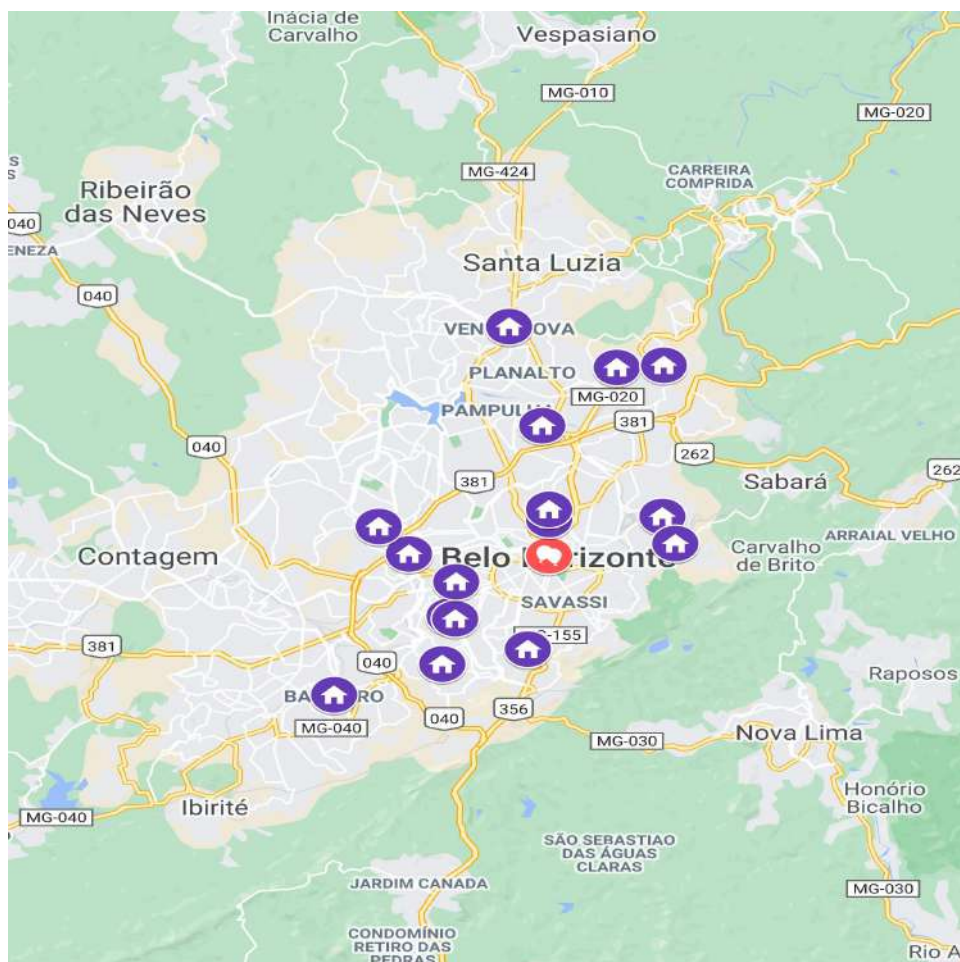 Inácia de
Carvalho
Vespasiano
MG-010
MG-020
MG-424
CARREIRA
COMPRIDA
Ribeirão
das Neves
040
040
Santa Luzia
PLANALTO
MG-020
381
040
381
262
262
Sabará
ARRAIAL VELHO
Contagem
Belo
Carvalho
de Brito
SAVASSI
381
040
Raposos
MG-040
040
356
MG-030
Nova Lima
Ibirité
MG-040
Honório
Bicalho
SÃO SEBASTIAO
DAS ÁGUAS
CLARAS
JARDIM CANADA
MG-030
CONDOMÍNIO
RETIRO DAS
PEDRAS
Rio A